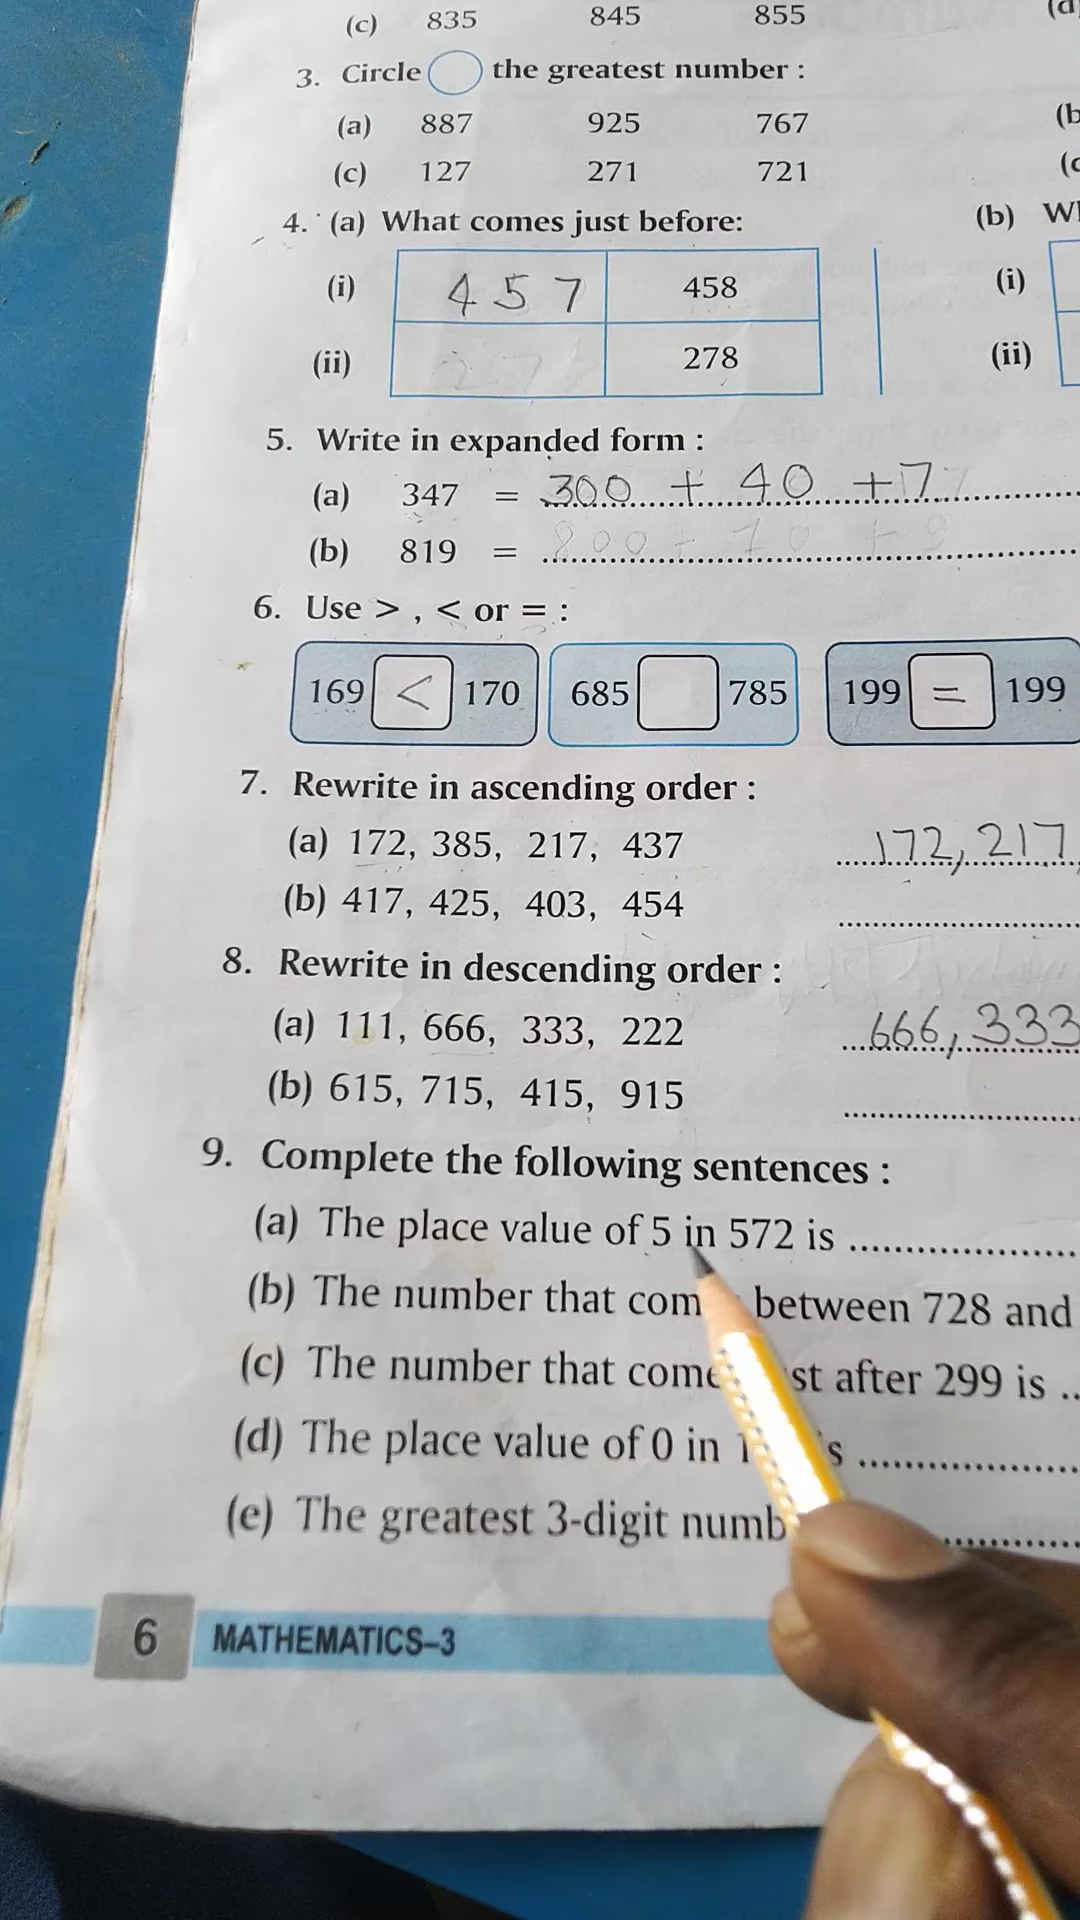 (c) 835 845 855
3. Circle the greatest number :
(a) 887 925 767 (b
(c) 127 271 721
4. (a) What comes just before: (b)
(i) 457 458 (i)
(ii) 27 278 (ii)
5. Write in expanded form :
(a) 347 = 300 + 40 + 7
(b) 819 = 800 + 10 + 9
6. Use > , < or = :
169 < 170 685 785 199 = 199
7. Rewrite in ascending order :
(a) 172, 385, 217, 437 172, 217,
(b) 417, 425, 403, 454
8. Rewrite in descending order :
(a) 111, 666, 333, 222 666, 333
(b) 615, 715, 415, 915
9. Complete the following sentences :
(a) The place value of 5 in 572 is ....................
(b) The number that between 728 and
(c) The number that after 299 is ..
(d) The place value of 0 in ....................
(e) The greatest 3-digit ............
6 MATHEMATICS–3